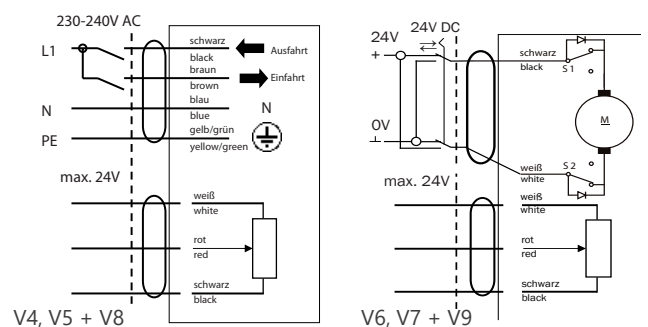 230-240V AC
L1
schwarz
black
Ausfahrt
braun
brown
Einfahrt
N
blau
blue
N
PE
gelb/grün
yellow/green
max. 24V
weiß
white
rot
red
schwarz
black
V4, V5 + V8
24V
24V DC
+
schwarz
black
S 1
M
0V
⊥
weiß
white
S 2
max. 24V
weiß
white
rot
red
schwarz
black
V6, V7 + V9